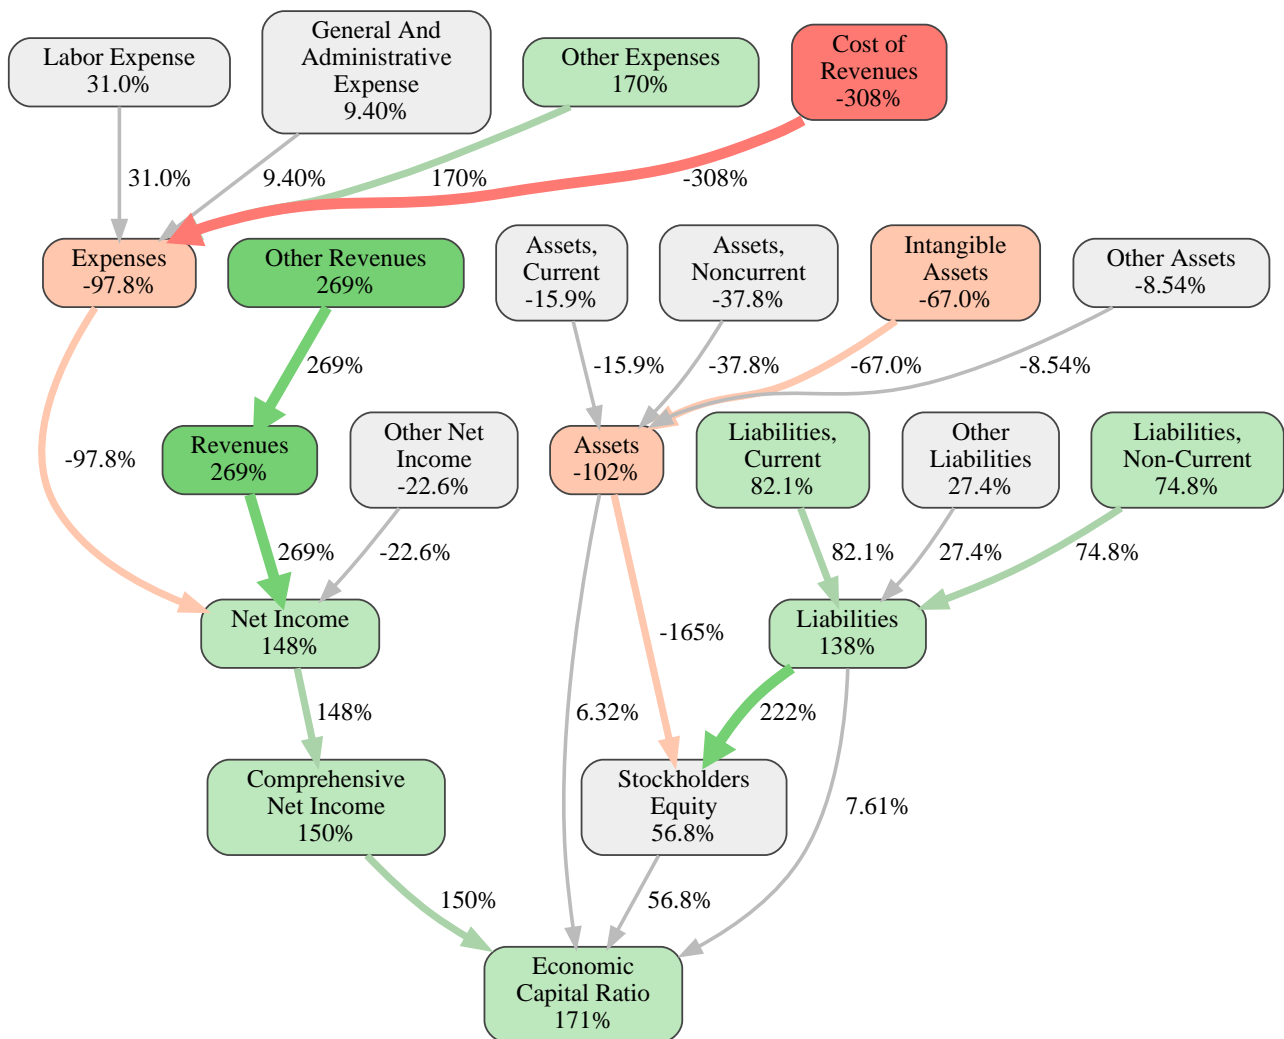 Labor Expense
31.0%
General And
Administrative
Expense
9.40%
Other Expenses
170%
Cost of
Revenues
-308%
31.0%
9.40%
170%
-308%
Expenses
-97.8%
Other Revenues
269%
Assets,
Current
-15.9%
Assets,
Noncurrent
-37.8%
Intangible
Assets
-67.0%
Other Assets
-8.54%
269%
-15.9%
-37.8%
-67.0%
-8.54%
-97.8%
Revenues
269%
Other Net
Income
-22.6%
Assets
-102%
Liabilities,
Current
82.1%
Other
Liabilities
27.4%
Liabilities,
Non-Current
74.8%
269%
-22.6%
82.1%
27.4%
74.8%
Net Income
148%
-165%
Liabilities
138%
148%
6.32%
222%
Comprehensive
Net Income
150%
Stockholders
Equity
56.8%
7.61%
150%
56.8%
Economic
Capital Ratio
171%